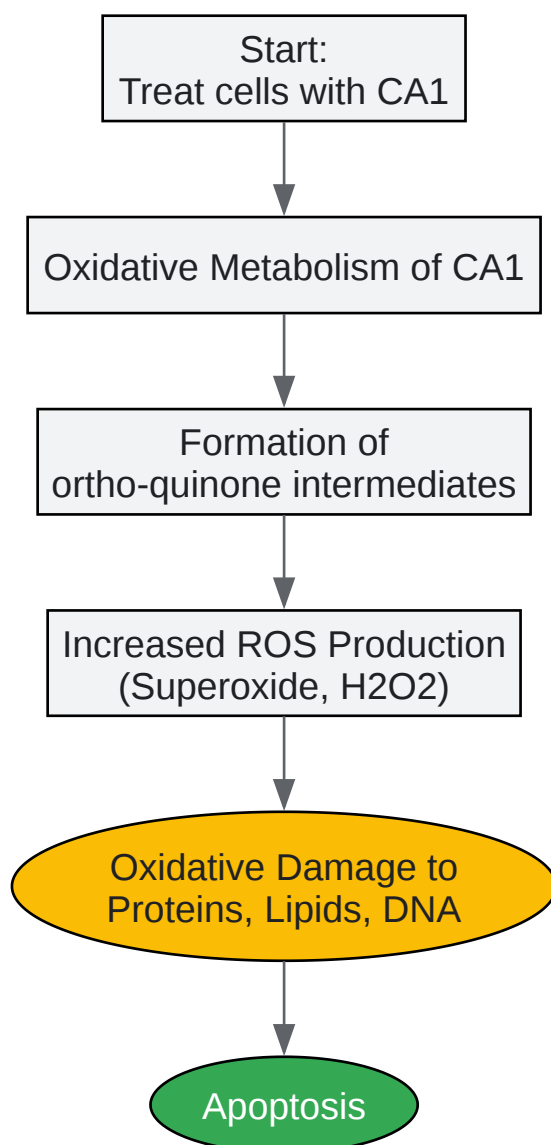 Start:
Treat cells with CA1
Oxidative Metabolism of CA1
Formation of
ortho-quinone intermediates
Increased ROS Production
(Superoxide, H2O2)
Oxidative Damage to
Proteins, Lipids, DNA
Apoptosis